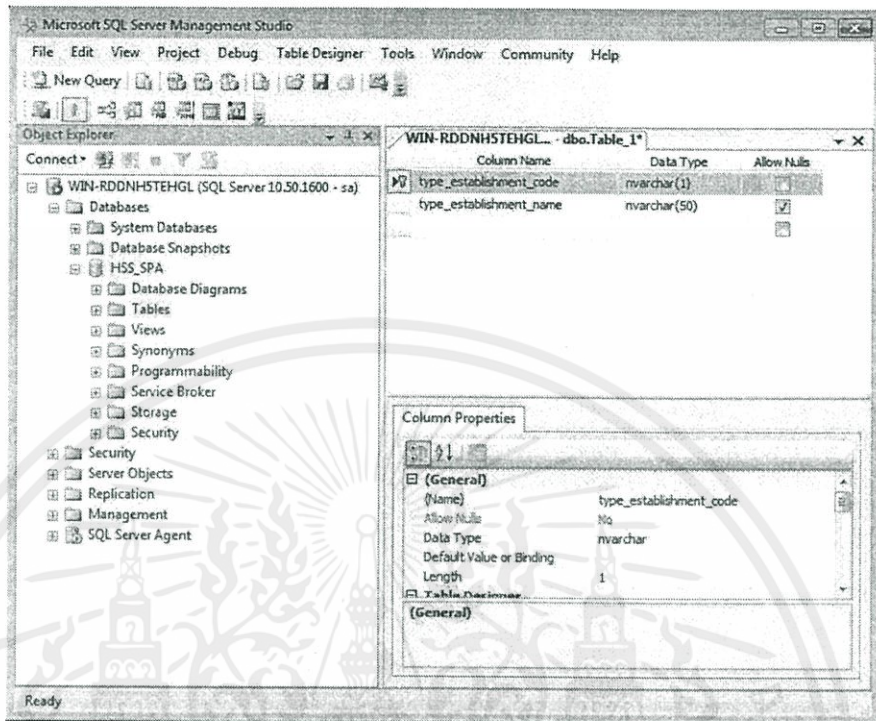 Microsoft SQL Server Management Studio
File Edit View Project Debug Table Designer Tools Window Community Help
New Query
Object Explorer
Connect
WIN-RDDNH5TEHGL (SQL Server 10.50.1600 - sa)
Databases
System Databases
Database Snapshots
HSS_SPA
Database Diagrams
Tables
Views
Synonyms
Programmability
Service Broker
Storage
Security
Security
Server Objects
Replication
Management
SQL Server Agent
WIN-RDDNH5TEHGL... - dbo.Table_1*
Column Name Data Type Allow Nulls
type_establishment_code nvarchar(1)
type_establishment_name nvarchar(50)
Column Properties
(General)
(Name) type_establishment_code
Allow Nulls No
Data Type nvarchar
Default Value or Binding
Length 1
Table Designer
(General)
Ready